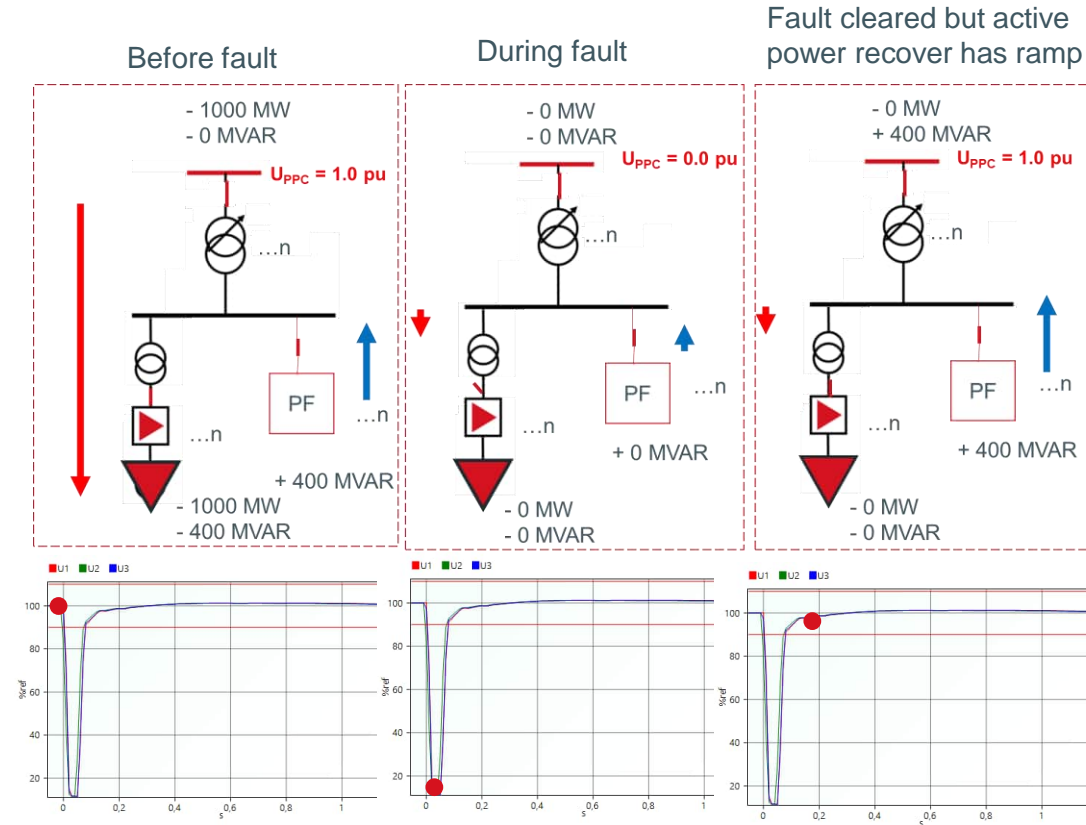 Before fault
- 1000 MW
- 0 MVAR
U_PPC = 1.0 pu
...n
PF
...n
...n
+ 400 MVAR
- 1000 MW
- 400 MVAR
U1 U2 U3
100
80
60
40
20
%ref
0 0,2 0,4 0,6 0,8 1
s
During fault
- 0 MW
- 0 MVAR
U_PPC = 0.0 pu
...n
PF
...n
...n
+ 0 MVAR
- 0 MW
- 0 MVAR
U1 U2 U3
100
80
60
40
20
%ref
0 0,2 0,4 0,6 0,8 1
s
Fault cleared but active
power recover has ramp
- 0 MW
+ 400 MVAR
U_PPC = 1.0 pu
...n
PF
...n
...n
+ 400 MVAR
- 0 MW
- 0 MVAR
U1 U2 U3
100
80
60
40
20
%ref
0 0,2 0,4 0,6 0,8 1
s